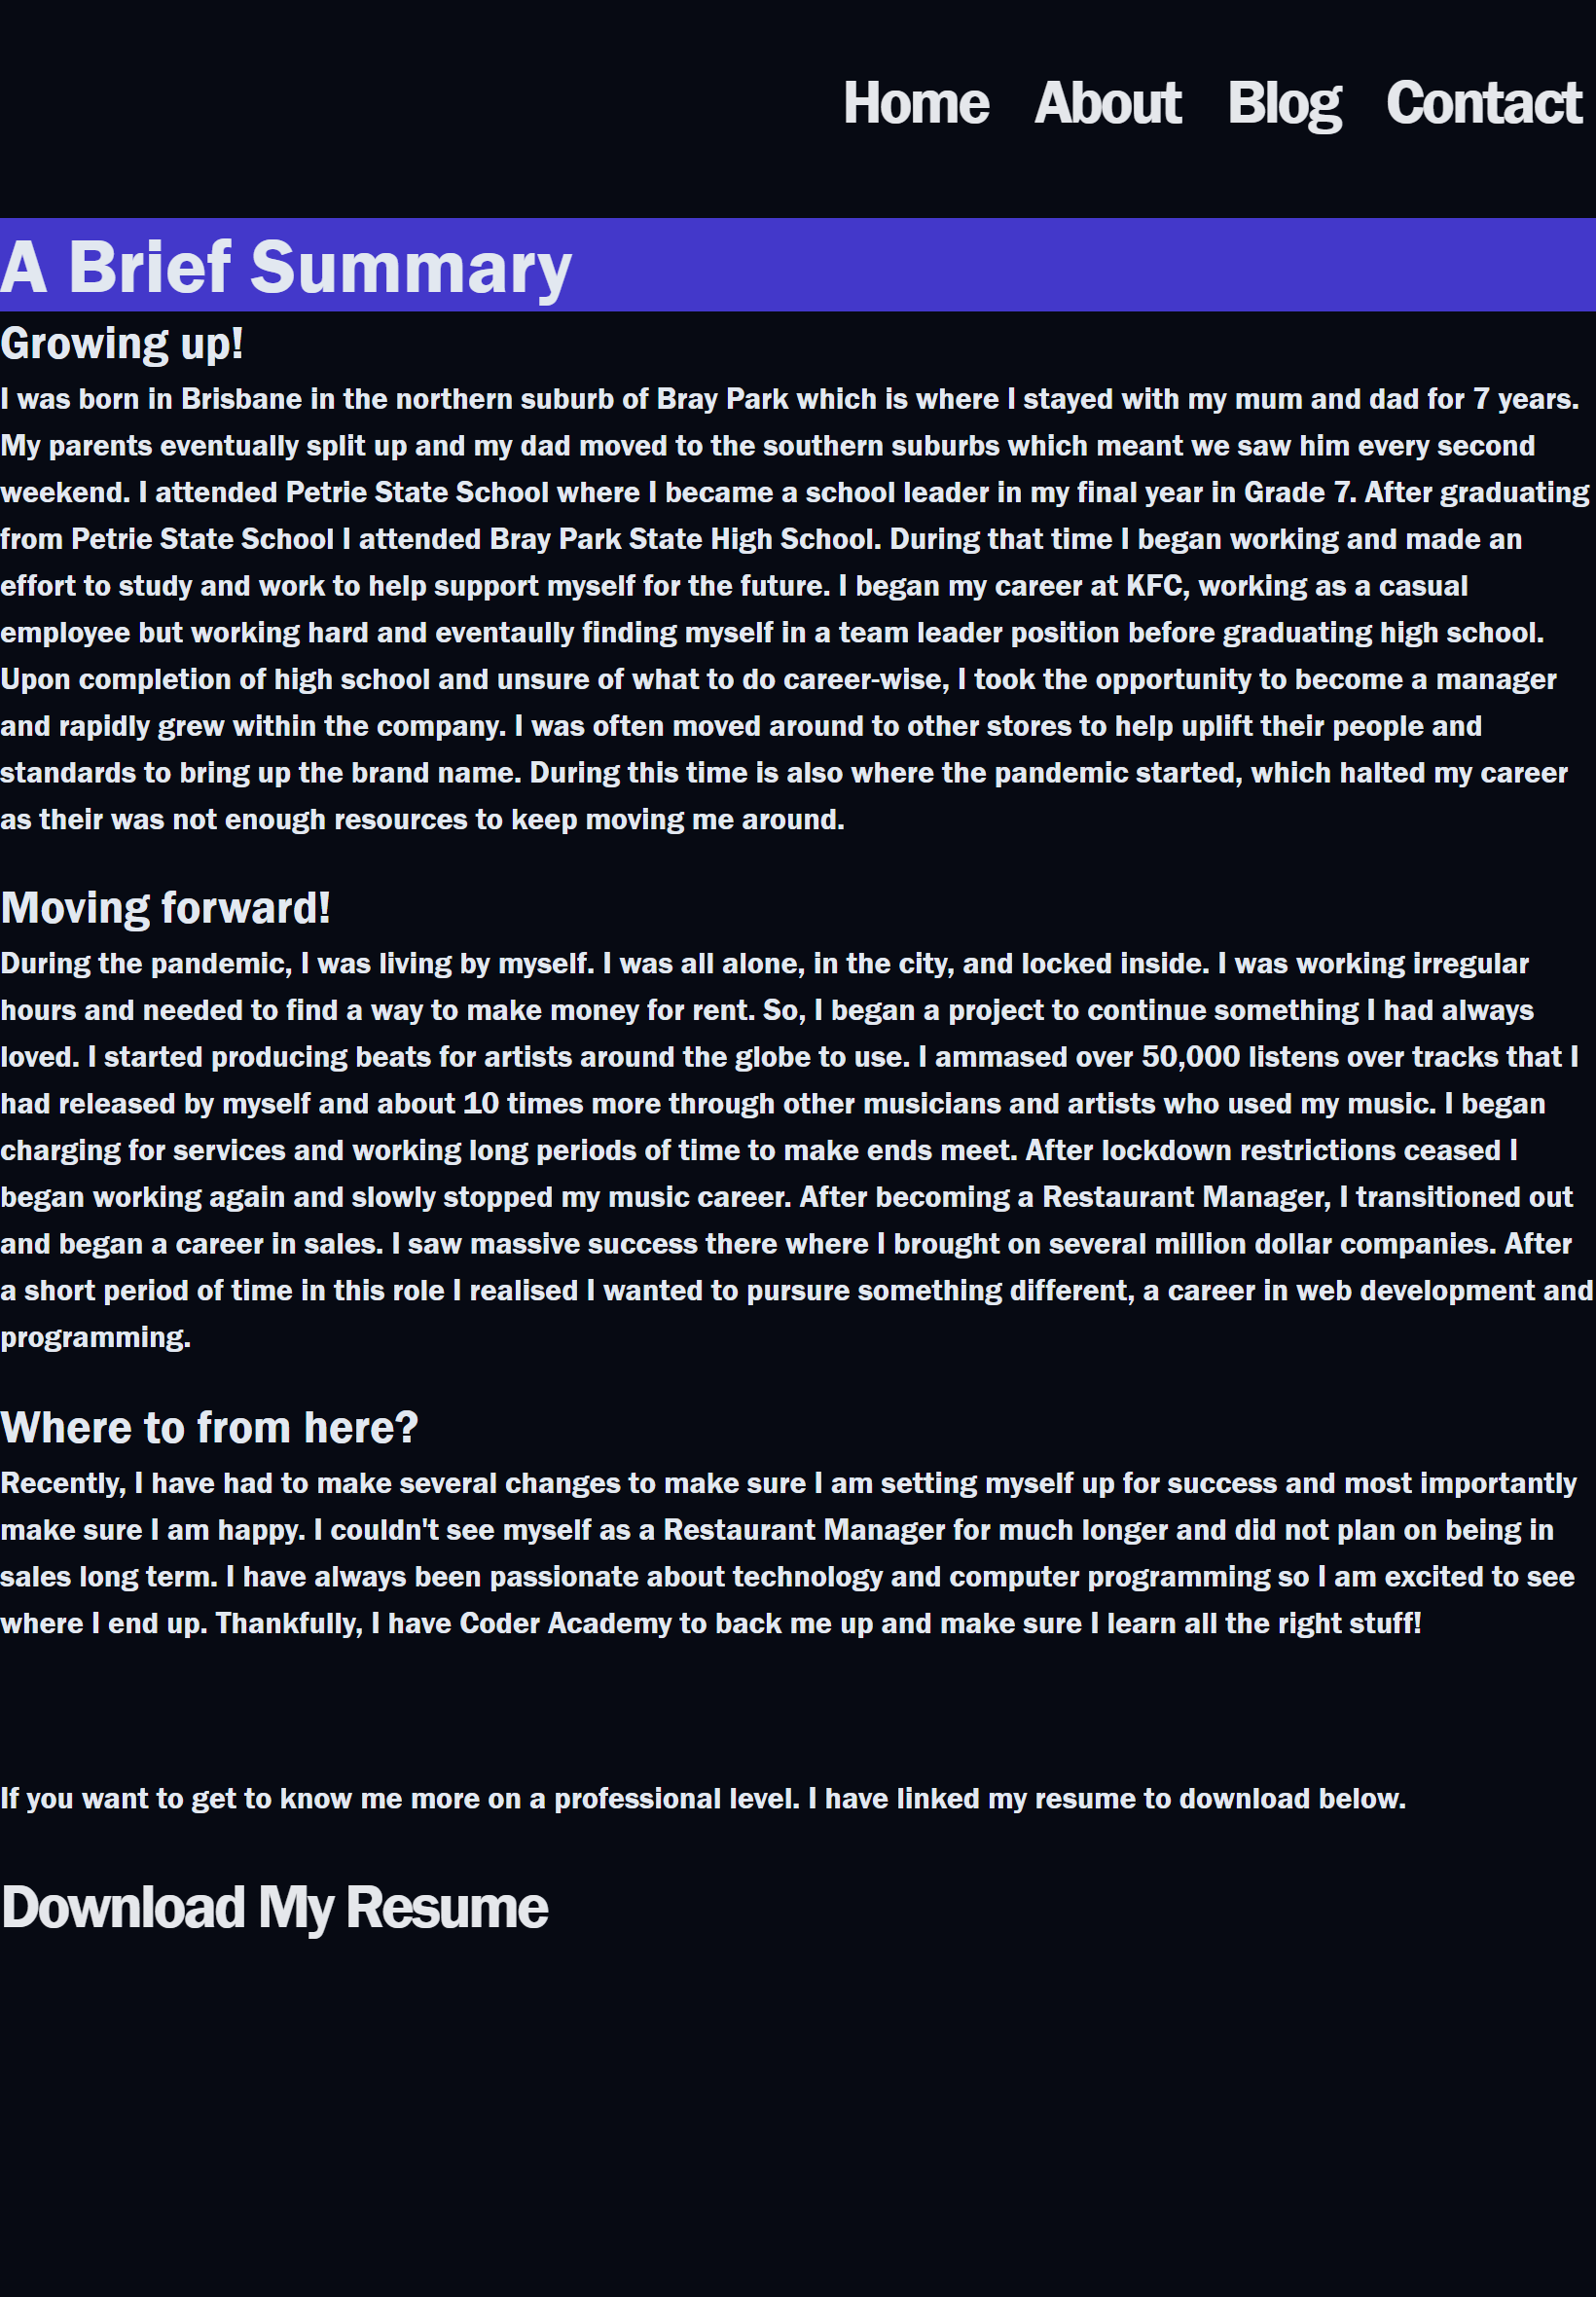 Home About Blog Contact
A Brief Summary
Growing up!
I was born in Brisbane in the northern suburb of Bray Park which is where I stayed with my mum and dad for 7 years.
My parents eventually split up and my dad moved to the southern suburbs which meant we saw him every second
weekend. I attended Petrie State School where I became a school leader in my final year in Grade 7. After graduating
from Petrie State School I attended Bray Park State High School. During that time I began working and made an
effort to study and work to help support myself for the future. I began my career at KFC, working as a casual
employee but working hard and eventaully finding myself in a team leader position before graduating high school.
Upon completion of high school and unsure of what to do career-wise, I took the opportunity to become a manager
and rapidly grew within the company. I was often moved around to other stores to help uplift their people and
standards to bring up the brand name. During this time is also where the pandemic started, which halted my career
as their was not enough resources to keep moving me around.
Moving forward!
During the pandemic, I was living by myself. I was all alone, in the city, and locked inside. I was working irregular
hours and needed to find a way to make money for rent. So, I began a project to continue something I had always
loved. I started producing beats for artists around the globe to use. I ammased over 50,000 listens over tracks that I
had released by myself and about 10 times more through other musicians and artists who used my music. I began
charging for services and working long periods of time to make ends meet. After lockdown restrictions ceased I
began working again and slowly stopped my music career. After becoming a Restaurant Manager, I transitioned out
and began a career in sales. I saw massive success there where I brought on several million dollar companies. After
a short period of time in this role I realised I wanted to pursure something different, a career in web development and
programming.
Where to from here?
Recently, I have had to make several changes to make sure I am setting myself up for success and most importantly
make sure I am happy. I couldn't see myself as a Restaurant Manager for much longer and did not plan on being in
sales long term. I have always been passionate about technology and computer programming so I am excited to see
where I end up. Thankfully, I have Coder Academy to back me up and make sure I learn all the right stuff!
If you want to get to know me more on a professional level. I have linked my resume to download below.
Download My Resume